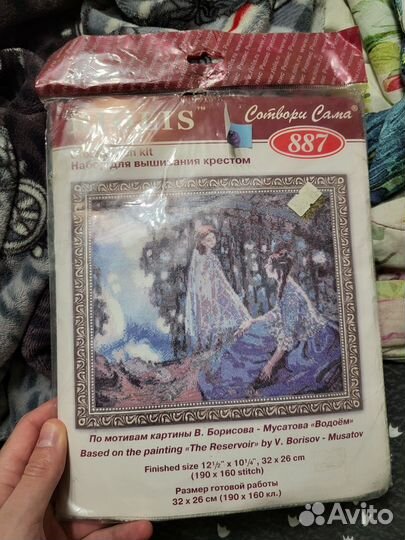 Сотвори Сама®
887
kit
Набор для вышивания крестом
По мотивам картины В. Борисова - Мусатова «Водоём»
Based on the painting «The Reservoir» by V. Borisov - Musatov
Finished size 12½" x 10¼", 32 x 26 cm
(190 x 160 stitch)
Размер готовой работы
32 x 26 см (190 x 160 кл.)
Avito